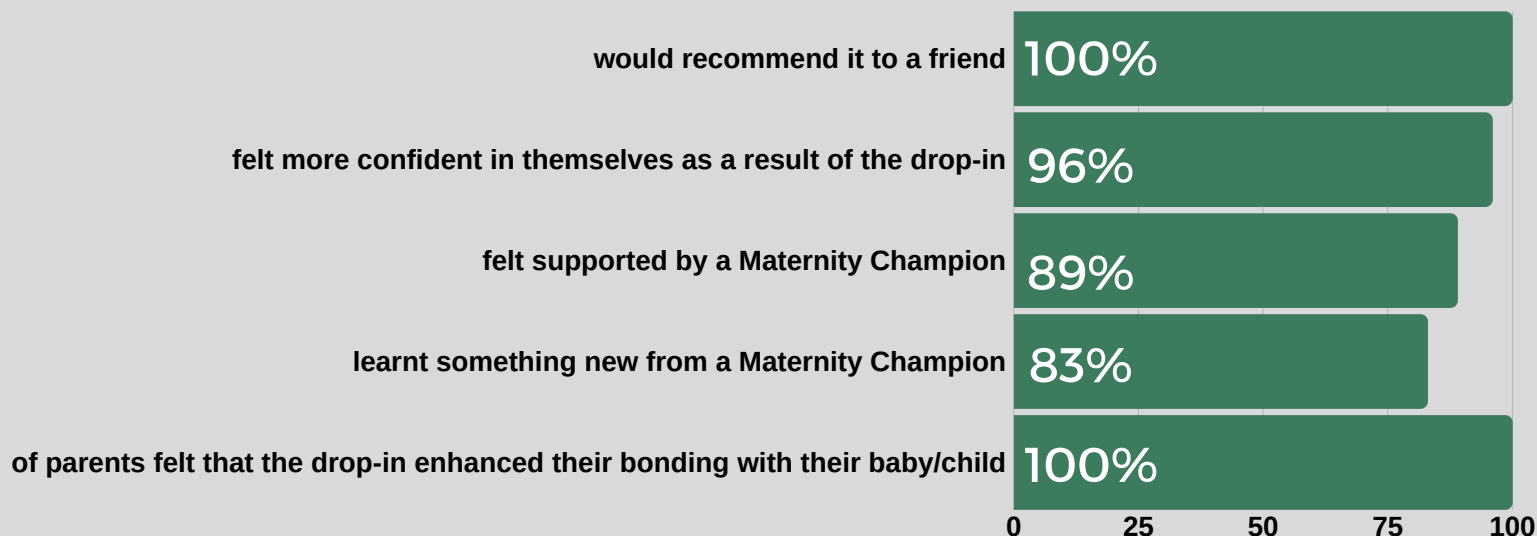 would recommend it to a friend 100%
felt more confident in themselves as a result of the drop-in 96%
felt supported by a Maternity Champion 89%
learnt something new from a Maternity Champion 83%
of parents felt that the drop-in enhanced their bonding with their baby/child 100%
0 25 50 75 100